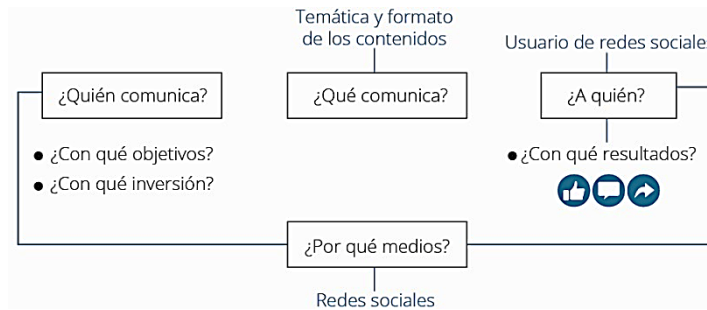 Temática y formato
de los contenidos
Usuario de redes sociales
¿Quién comunica?
¿Qué comunica?
¿A quién?
● ¿Con qué objetivos?
● ¿Con qué inversión?
● ¿Con qué resultados?
¿Por qué medios?
Redes sociales